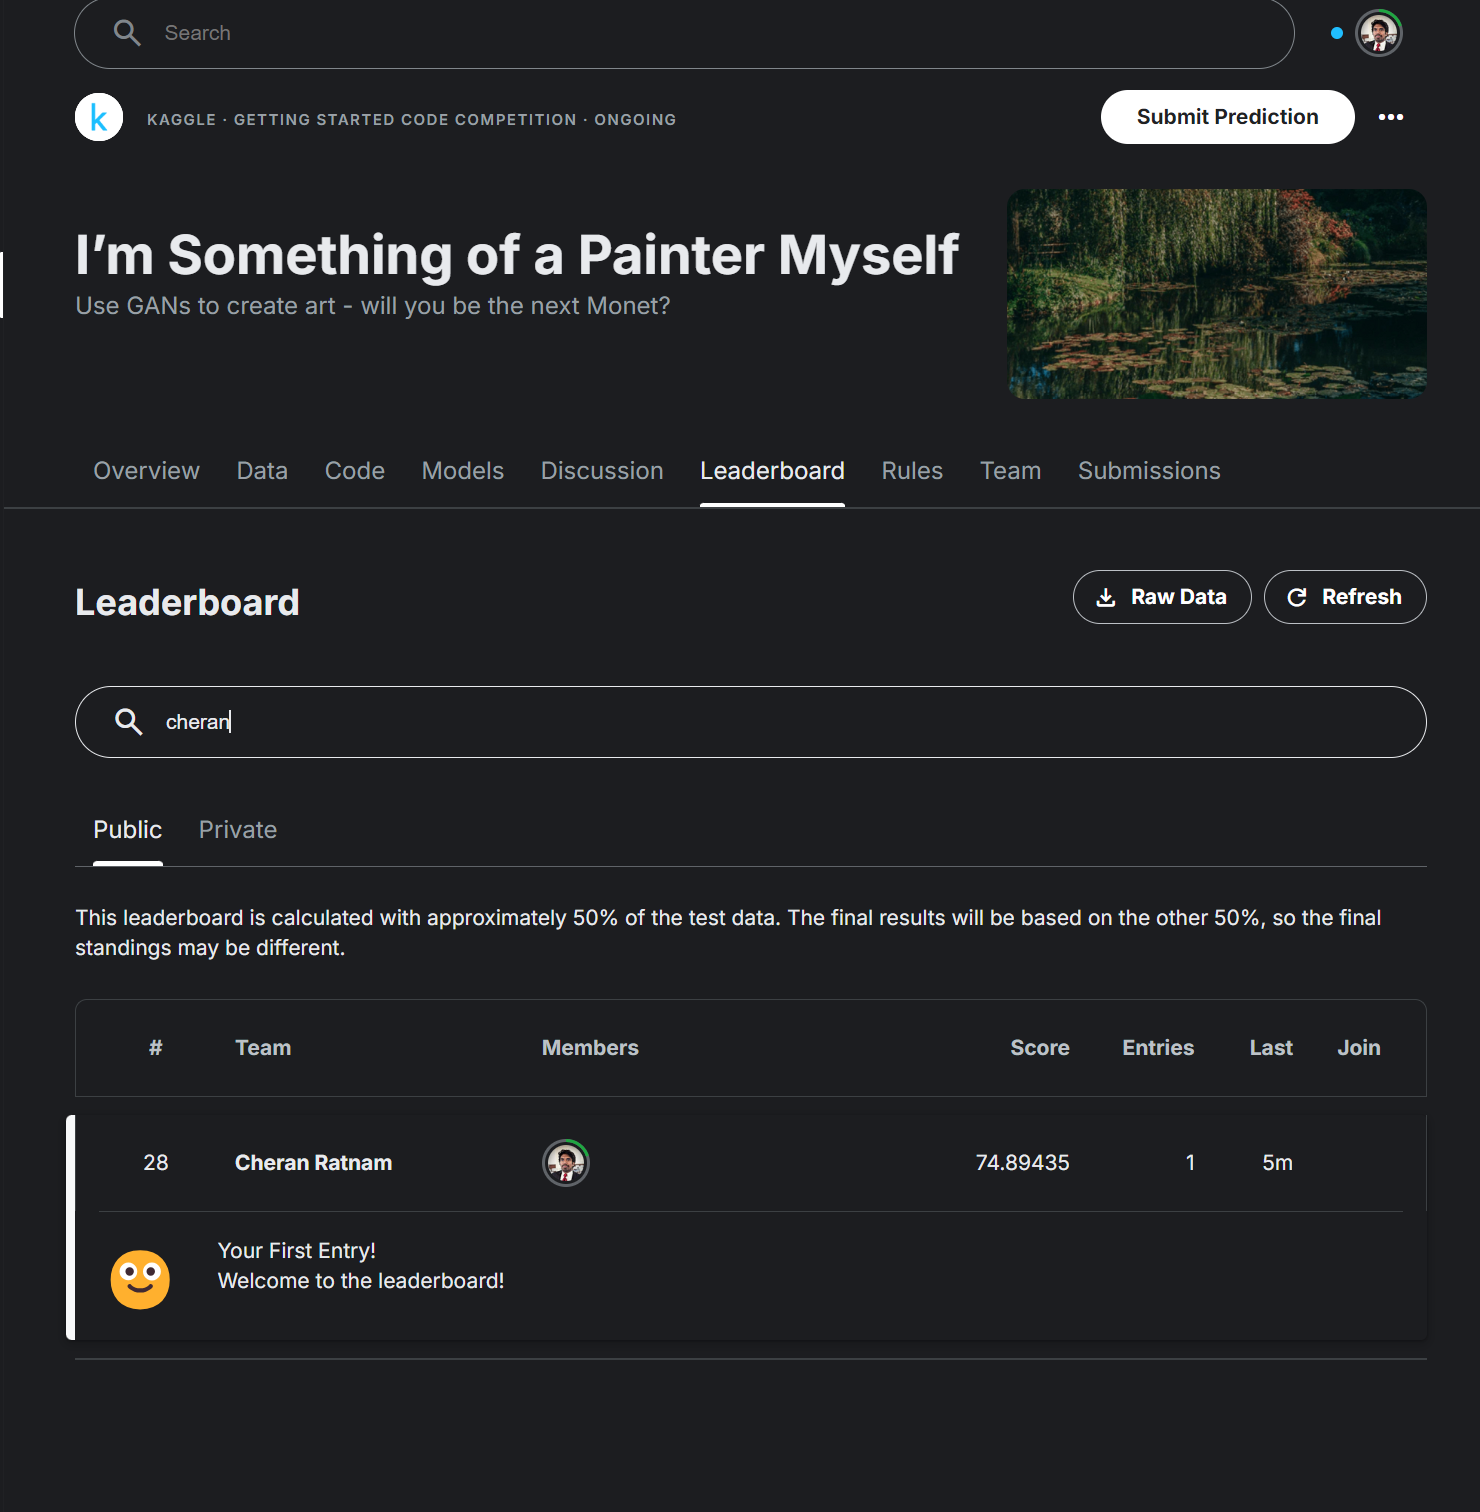 Search
k
KAGGLE · GETTING STARTED CODE COMPETITION · ONGOING
Submit Prediction
I’m Something of a Painter Myself
Use GANs to create art - will you be the next Monet?
Overview Data Code Models Discussion Leaderboard Rules Team Submissions
Leaderboard
Raw Data Refresh
cheran
Public Private
This leaderboard is calculated with approximately 50% of the test data. The final results will be based on the other 50%, so the final
standings may be different.
# Team Members Score Entries Last Join
28 Cheran Ratnam 74.89435 1 5m
Your First Entry!
Welcome to the leaderboard!